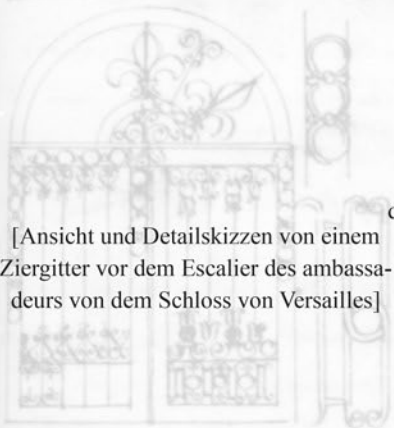 [Ansicht und Detailskizzen von einem
Ziergitter vor dem Escalier des ambassa-
deurs von dem Schloss von Versailles]